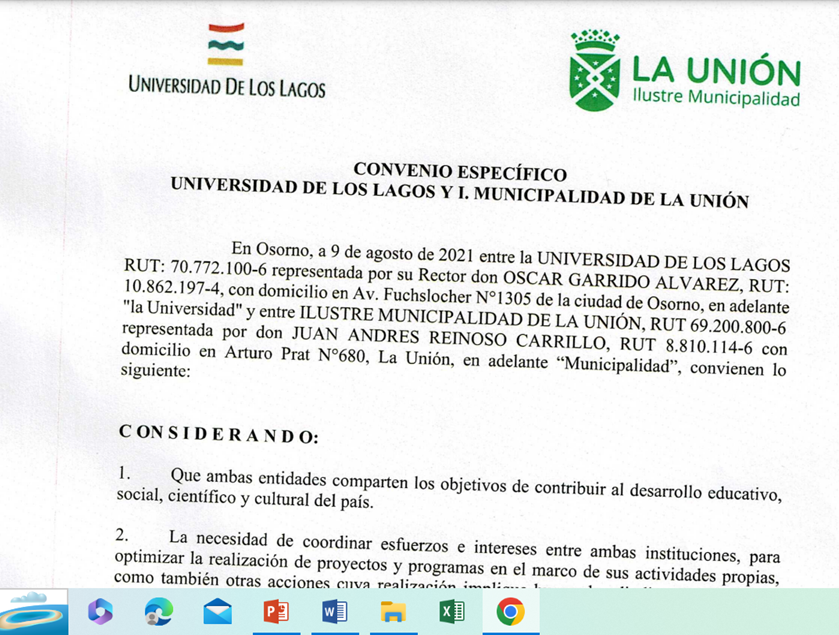 UNIVERSIDAD DE LOS LAGOS
LA UNIÓN
Ilustre Municipalidad
CONVENIO ESPECÍFICO
UNIVERSIDAD DE LOS LAGOS Y I. MUNICIPALIDAD DE LA UNIÓN
En Osorno, a 9 de agosto de 2021 entre la UNIVERSIDAD DE LOS LAGOS
RUT: 70.772.100-6 representada por su Rector don OSCAR GARRIDO ALVAREZ, RUT:
10.862.197-4, con domicilio en Av. Fuchslocher N°1305 de la ciudad de Osorno, en adelante
"la Universidad" y entre ILUSTRE MUNICIPALIDAD DE LA UNIÓN, RUT 69.200.800-6
representada por don JUAN ANDRES REINOSO CARRILLO, RUT 8.810.114-6 con
domicilio en Arturo Prat N°680, La Unión, en adelante “Municipalidad”, convienen lo
siguiente:
C O N S I D E R A N D O:
1. Que ambas entidades comparten los objetivos de contribuir al desarrollo educativo,
social, científico y cultural del país.
2. La necesidad de coordinar esfuerzos e intereses entre ambas instituciones, para
optimizar la realización de proyectos y programas en el marco de sus actividades propias,
como también otras acciones cuya realización